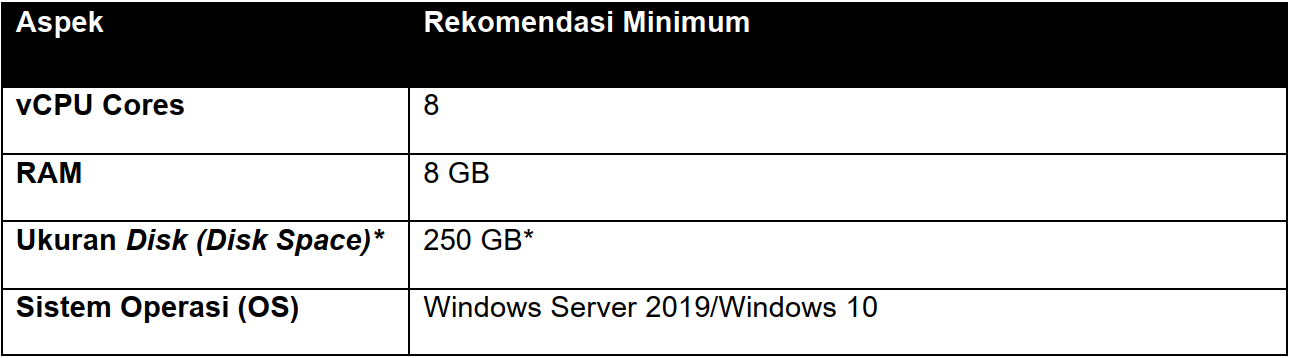 Aspek Rekomendasi Minimum
vCPU Cores 8
RAM 8 GB
Ukuran Disk (Disk Space)* 250 GB*
Sistem Operasi (OS) Windows Server 2019/Windows 10